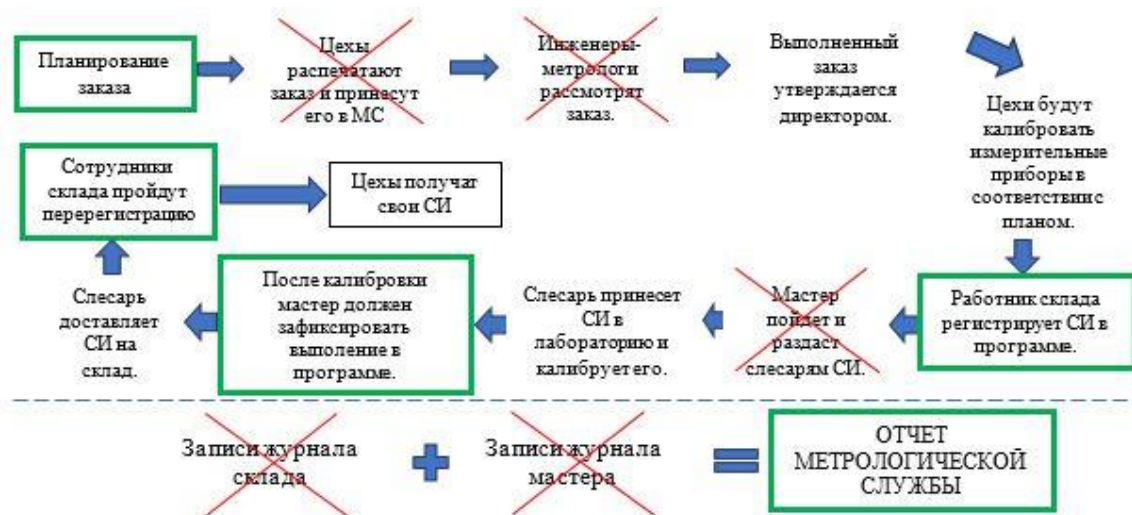 Планирование
заказа
Цехы
распечатают
заказ и принесут
его в МС
Инженеры-
метрологи
рассмотрят
заказ.
Выполненный
заказ
утверждается
директором.
Цехи будут
калибровать
измерительные
приборы в
соответствии с
планом.
Работник склада
регистрирует СИ в
программе.
Мастер
пойдет и
раздаст
слесарям СИ.
Слесарь принесет
СИ в
лабораторию и
калибрует его.
После калибровки
мастер должен
зафиксировать
выполение в
программе.
Слесарь
доставляет
СИ на
склад.
Сотрудники
склада пройдут
перерегистрацию
Цехы получат
свои СИ
Записи журнала
склада
Записи журнала
мастера
ОТЧЕТ
МЕТРОЛОГИЧЕСКОЙ
СЛУЖБЫ